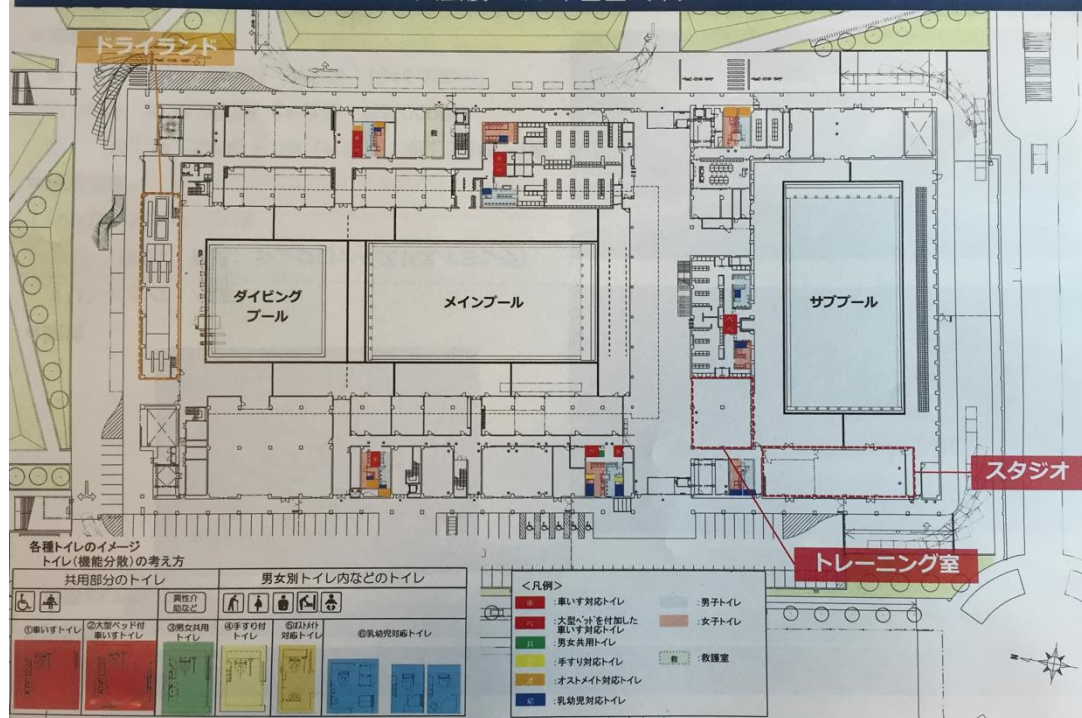 ドライランド
救
ダイビング
プール
メインプール
サブプール
スタジオ
トレーニング室
各種トイレのイメージ
トイレ(機能分散)の考え方
共用部分のトイレ
男女別トイレ内などのトイレ
異性介
助など
①車いすトイレ
②大型ベッド付
車いすトイレ
③男女共用
トイレ
④手すり付
トイレ
⑤オストメイト
対応トイレ
⑥乳幼児対応トイレ
<凡例>
車 :車いす対応トイレ
ベ :大型ベッドを付加した
車いす対応トイレ
共 :男女共用トイレ
手 :手すり対応トイレ
オ :オストメイト対応トイレ
幼 :乳幼児対応トイレ
:男子トイレ
:女子トイレ
救 :救護室
N